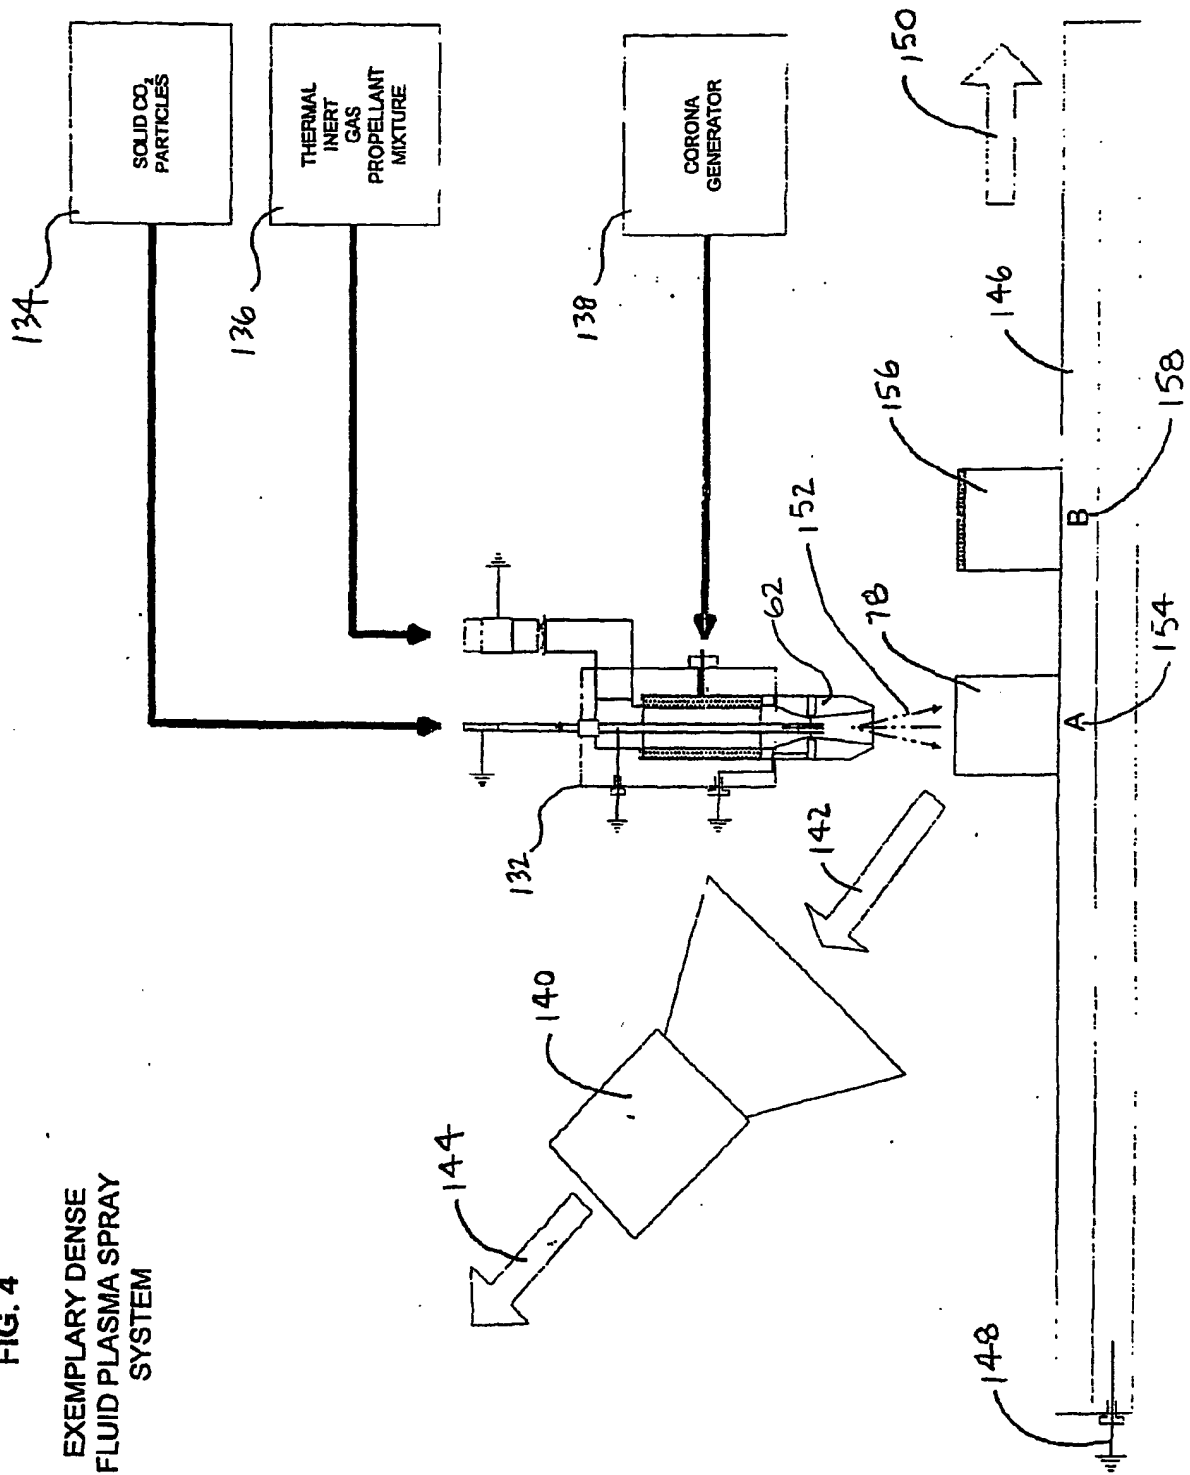 FIG. 4
EXEMPLARY DENSE
FLUID PLASMA SPRAY
SYSTEM
134
SOLID CO2
PARTICLES
136
THERMAL
INERT
GAS
PROPELLANT
MIXTURE
138
CORONA
GENERATOR
132
62
152
78
A
154
156
B
158
146
150
142
140
144
148